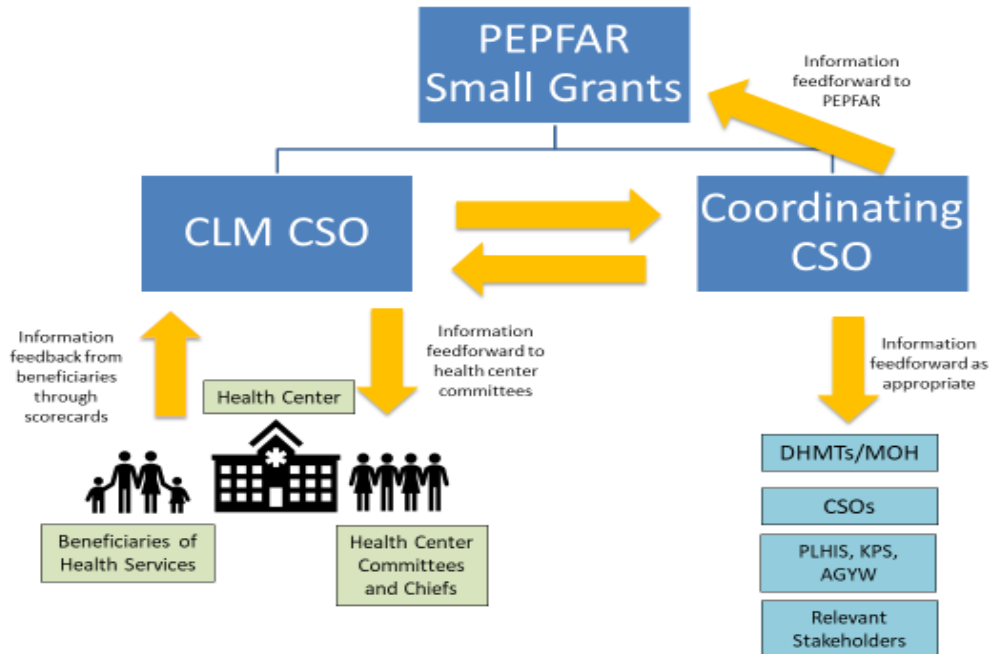 PEPFAR
Small Grants
Information
feedforward to
PEPFAR
CLM CSO
Coordinating
CSO
Information
feedback from
beneficiaries
through
scorecards
Information
feedforward to
health center
committees
Information
feedforward as
appropriate
Health Center
Beneficiaries of
Health Services
Health Center
Committees
and Chiefs
DHMTs/MOH
CSOs
PLHIS, KPS,
AGYW
Relevant
Stakeholders